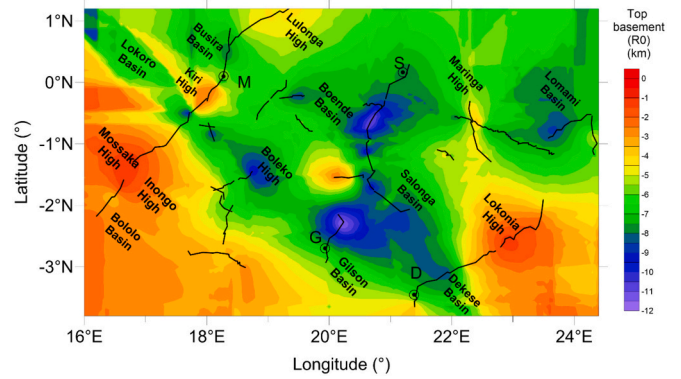 Top
basement
(R0)
(km)
1°N
0°N
-1°N
-2°N
-3°N
Latitude (°)
16°E
18°E
20°E
22°E
24°E
Longitude (°)
Lokoro
Basin
Busira
Basin
Lulonga
High
Kiri
High
M
Boende
Basin
S
Maringa
High
Lomami
Basin
Mossaka
High
Inongo
High
Bololo
Basin
Boleko
High
Salonga
Basin
Lokonia
High
G
Gilson
Basin
D
Dekese
Basin
0
-1
-2
-3
-4
-5
-6
-7
-8
-9
-10
-11
-12